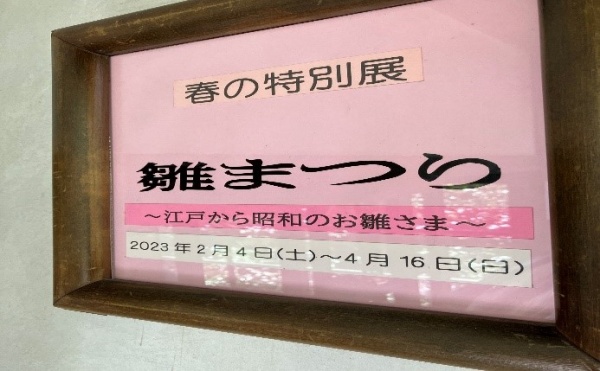 春の特別展
雛まつり
～江戸から昭和のお雛さま～
2023年2月4日(土)～4月16日(日)